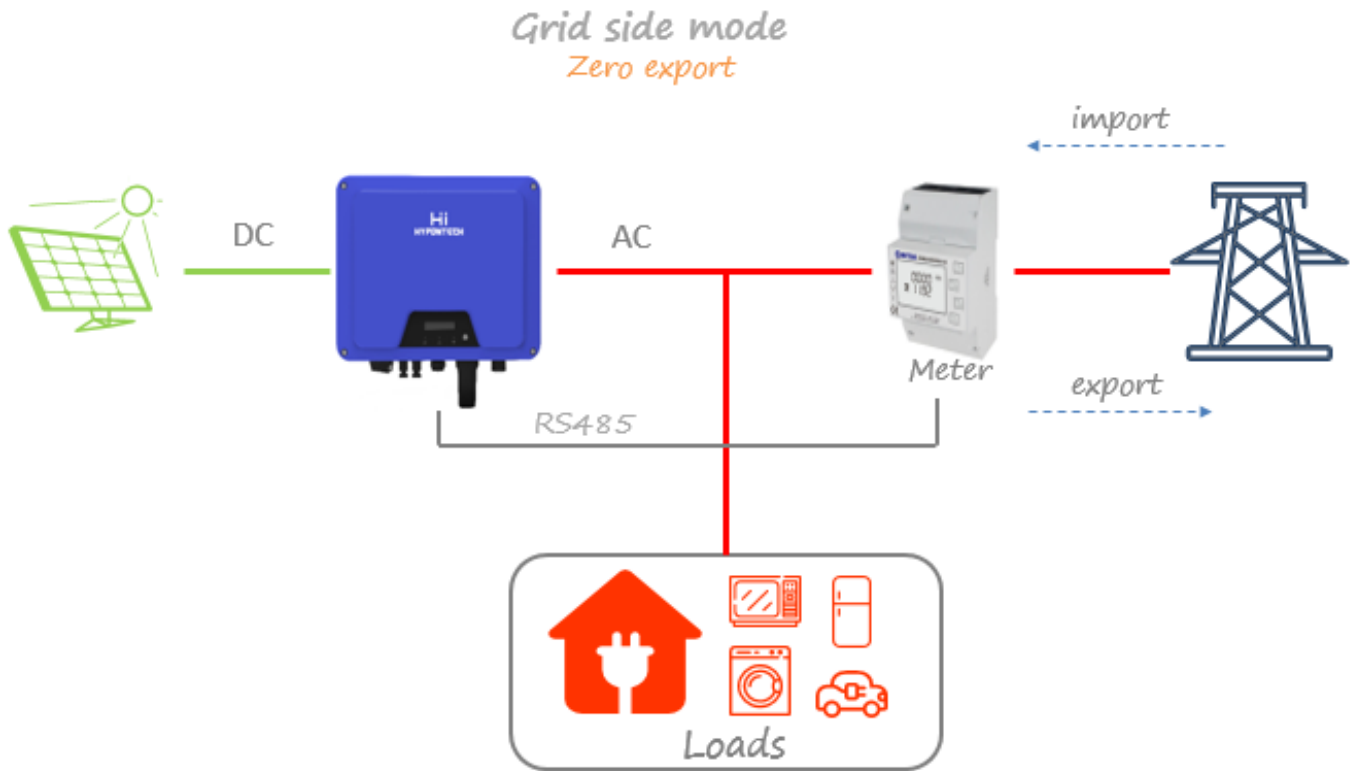 Grid side mode
Zero export
import
DC
Hi
HYPONTECH
AC
Meter
export
RS485
Loads